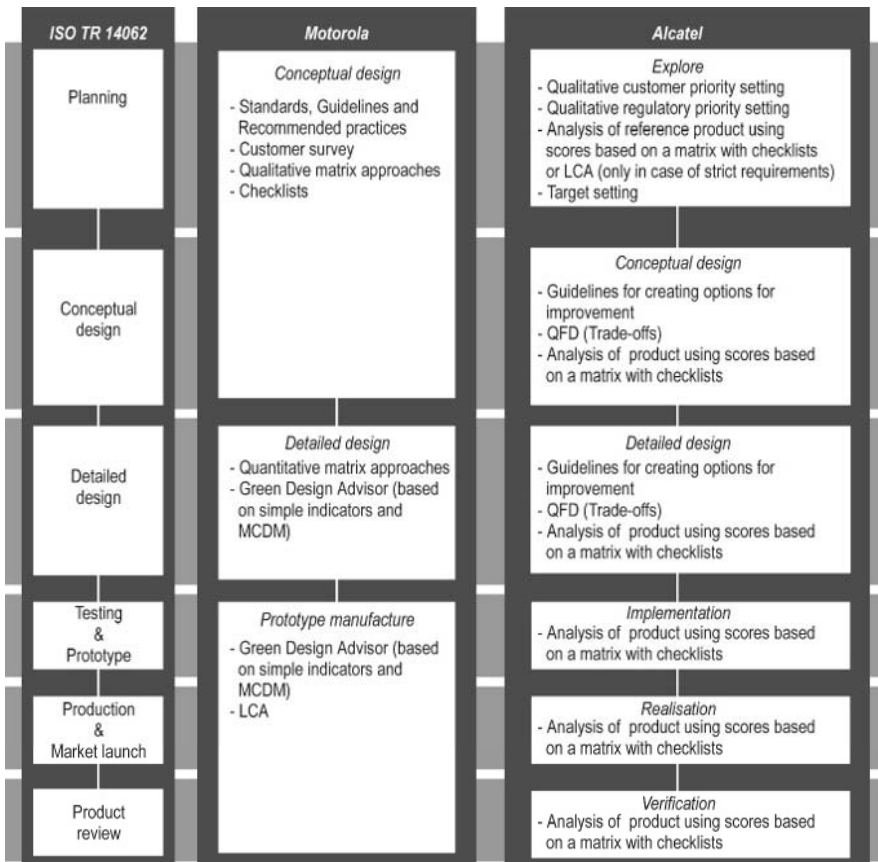 ISO TR 14062
Planning
Conceptual
design
Detailed
design
Testing
&
Prototype
Production
&
Market launch
Product
review
Motorola
Conceptual design
- Standards, Guidelines and
Recommended practices
- Customer survey
- Qualitative matrix approaches
- Checklists
Detailed design
- Quantitative matrix approaches
- Green Design Advisor (based
on simple indicators and
MCDM)
Prototype manufacture
- Green Design Advisor (based
on simple indicators and
MCDM)
- LCA
Alcatel
Explore
- Qualitative customer priority setting
- Qualitative regulatory priority setting
- Analysis of reference product using
scores based on a matrix with checklists
or LCA (only in case of strict requirements)
- Target setting
Conceptual design
- Guidelines for creating options for
improvement
- QFD (Trade-offs)
- Analysis of product using scores based
on a matrix with checklists
Detailed design
- Guidelines for creating options for
improvement
- QFD (Trade-offs)
- Analysis of product using scores based
on a matrix with checklists
Implementation
- Analysis of product using scores based
on a matrix with checklists
Realisation
- Analysis of product using scores based
on a matrix with checklists
Verification
- Analysis of product using scores based
on a matrix with checklists